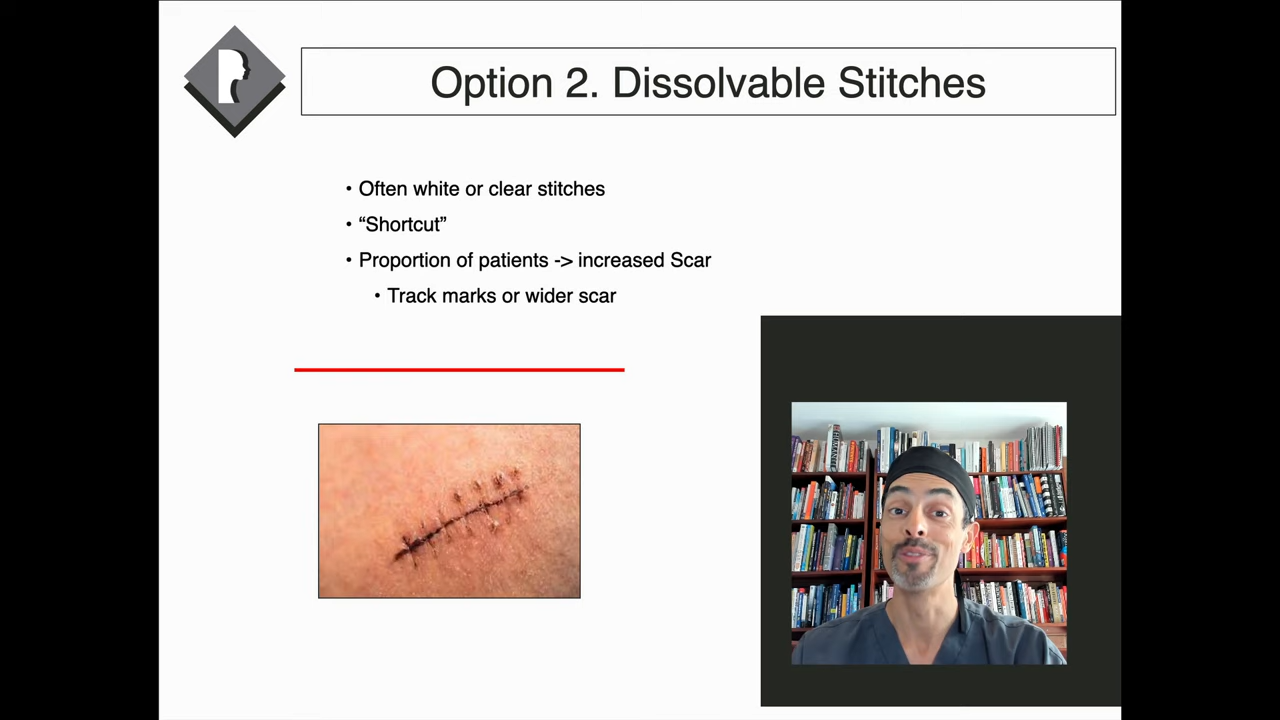 Option 2. Dissolvable Stitches
• Often white or clear stitches
• “Shortcut”
• Proportion of patients -> increased Scar
• Track marks or wider scar